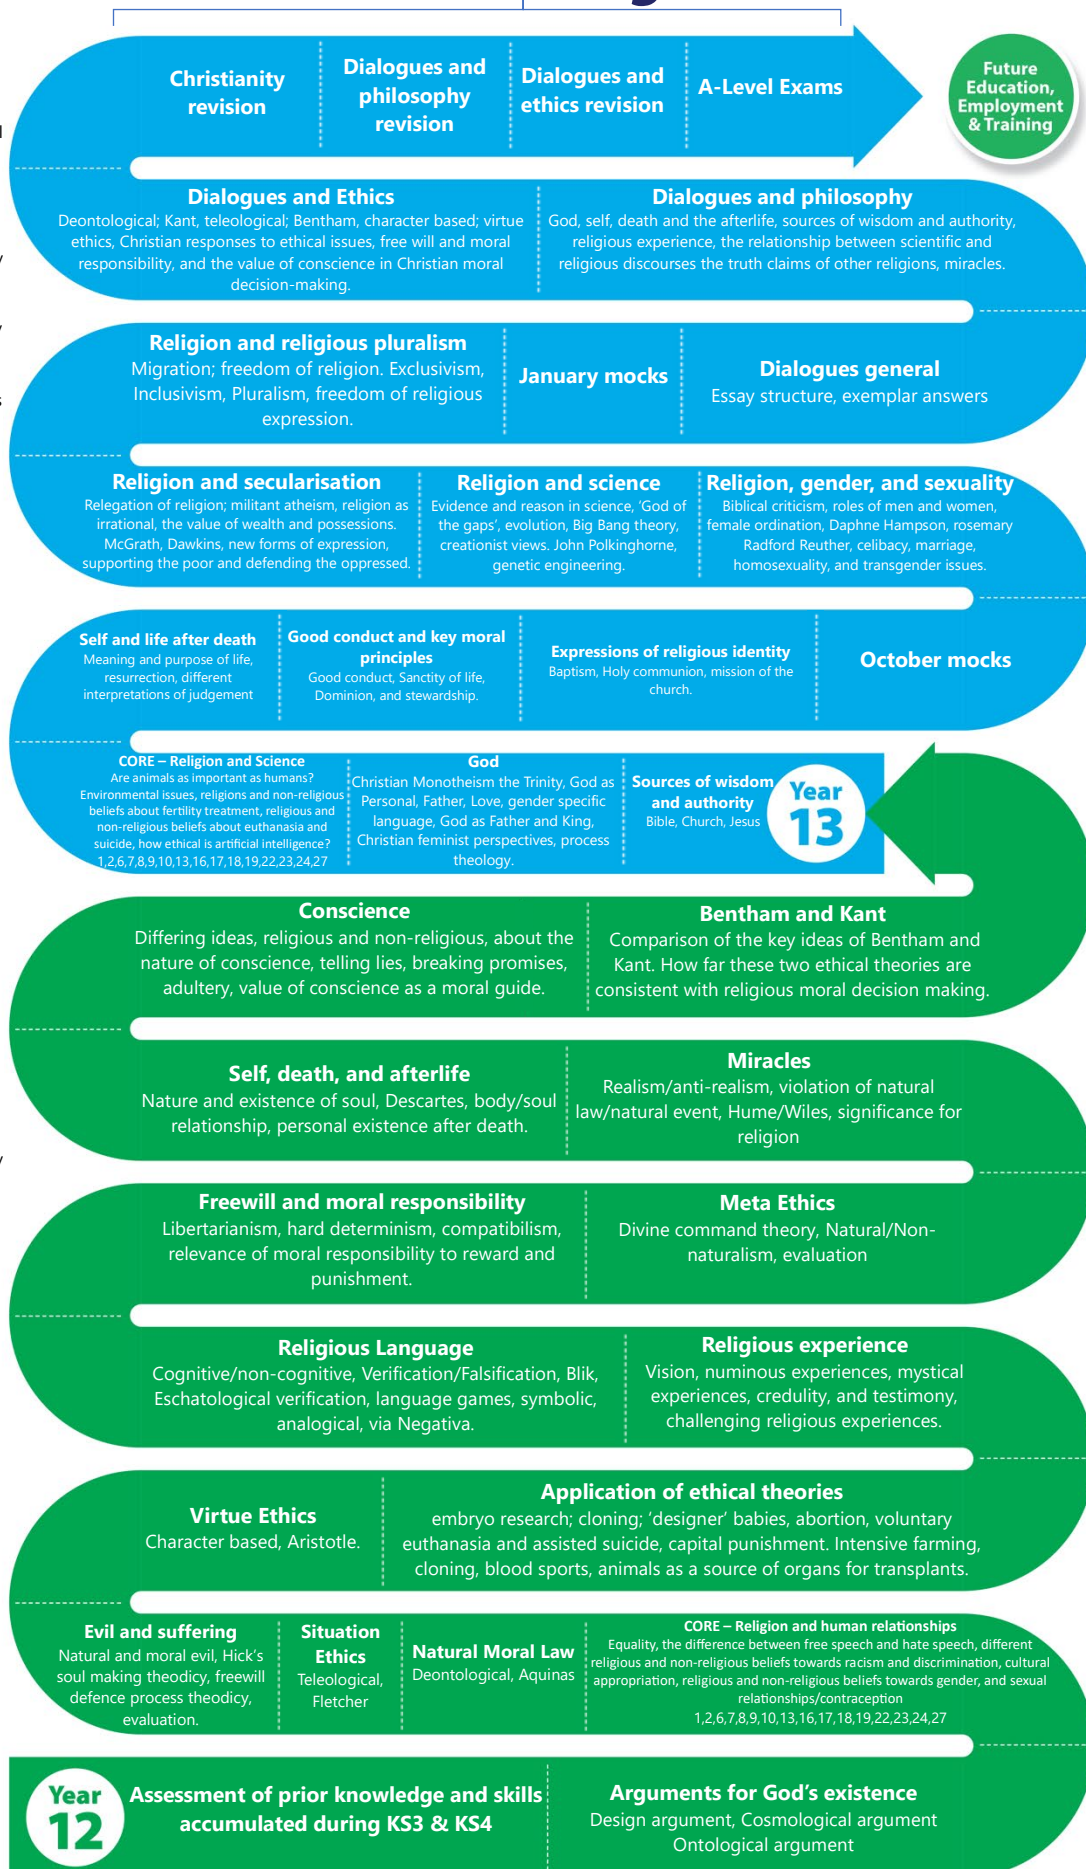 Christianity
revision
Dialogues and
philosophy
revision
Dialogues and
ethics revision
A-Level Exams
Future
Education,
Employment
& Training
Dialogues and Ethics
Deontological; Kant, teleological; Bentham, character based; virtue
ethics, Christian responses to ethical issues, free will and moral
responsibility, and the value of conscience in Christian moral
decision-making.
Dialogues and philosophy
God, self, death and the afterlife, sources of wisdom and authority,
religious experience, the relationship between scientific and
religious discourses the truth claims of other religions, miracles.
Religion and religious pluralism
Migration; freedom of religion. Exclusivism,
Inclusivism, Pluralism, freedom of religious
expression.
January mocks
Dialogues general
Essay structure, exemplar answers
Religion and secularisation
Relegation of religion; militant atheism, religion as
irrational, the value of wealth and possessions.
McGrath, Dawkins, new forms of expression,
supporting the poor and defending the oppressed.
Religion and science
Evidence and reason in science, ‘God of
the gaps’, evolution, Big Bang theory,
creationist views. John Polkinghorne,
genetic engineering.
Religion, gender, and sexuality
Biblical criticism, roles of men and women,
female ordination, Daphne Hampson, rosemary
Radford Reuther, celibacy, marriage,
homosexuality, and transgender issues.
Self and life after death
Meaning and purpose of life,
resurrection, different
interpretations of judgement
Good conduct and key moral
principles
Good conduct, Sanctity of life,
Dominion, and stewardship.
Expressions of religious identity
Baptism, Holy communion, mission of the
church.
October mocks
CORE – Religion and Science
Are animals as important as humans?
Environmental issues, religions and non-religious
beliefs about fertility treatment, religious and
non-religious beliefs about euthanasia and
suicide, how ethical is artificial intelligence?
1,2,6,7,8,9,10,13,16,17,18,19,22,23,24,27
God
Christian Monotheism the Trinity, God as
Personal, Father, Love, gender specific
language, God as Father and King,
Christian feminist perspectives, process
theology.
Sources of wisdom
and authority
Bible, Church, Jesus
Year
13
Conscience
Differing ideas, religious and non-religious, about the
nature of conscience, telling lies, breaking promises,
adultery, value of conscience as a moral guide.
Bentham and Kant
Comparison of the key ideas of Bentham and
Kant. How far these two ethical theories are
consistent with religious moral decision making.
Self, death, and afterlife
Nature and existence of soul, Descartes, body/soul
relationship, personal existence after death.
Miracles
Realism/anti-realism, violation of natural
law/natural event, Hume/Wiles, significance for
religion
Freewill and moral responsibility
Libertarianism, hard determinism, compatibilism,
relevance of moral responsibility to reward and
punishment.
Meta Ethics
Divine command theory, Natural/Non-
naturalism, evaluation
Religious Language
Cognitive/non-cognitive, Verification/Falsification, Blik,
Eschatological verification, language games, symbolic,
analogical, via Negativa.
Religious experience
Vision, numinous experiences, mystical
experiences, credulity, and testimony,
challenging religious experiences.
Virtue Ethics
Character based, Aristotle.
Application of ethical theories
embryo research; cloning; ‘designer’ babies, abortion, voluntary
euthanasia and assisted suicide, capital punishment. Intensive farming,
cloning, blood sports, animals as a source of organs for transplants.
Evil and suffering
Natural and moral evil, Hick’s
soul making theodicy, freewill
defence process theodicy,
evaluation.
Situation
Ethics
Teleological,
Fletcher
Natural Moral Law
Deontological, Aquinas
CORE – Religion and human relationships
Equality, the difference between free speech and hate speech, different
religious and non-religious beliefs towards racism and discrimination, cultural
appropriation, religious and non-religious beliefs towards gender, and sexual
relationships/contraception
1,2,6,7,8,9,10,13,16,17,18,19,22,23,24,27
Year
12
Assessment of prior knowledge and skills
accumulated during KS3 & KS4
Arguments for God’s existence
Design argument, Cosmological argument
Ontological argument